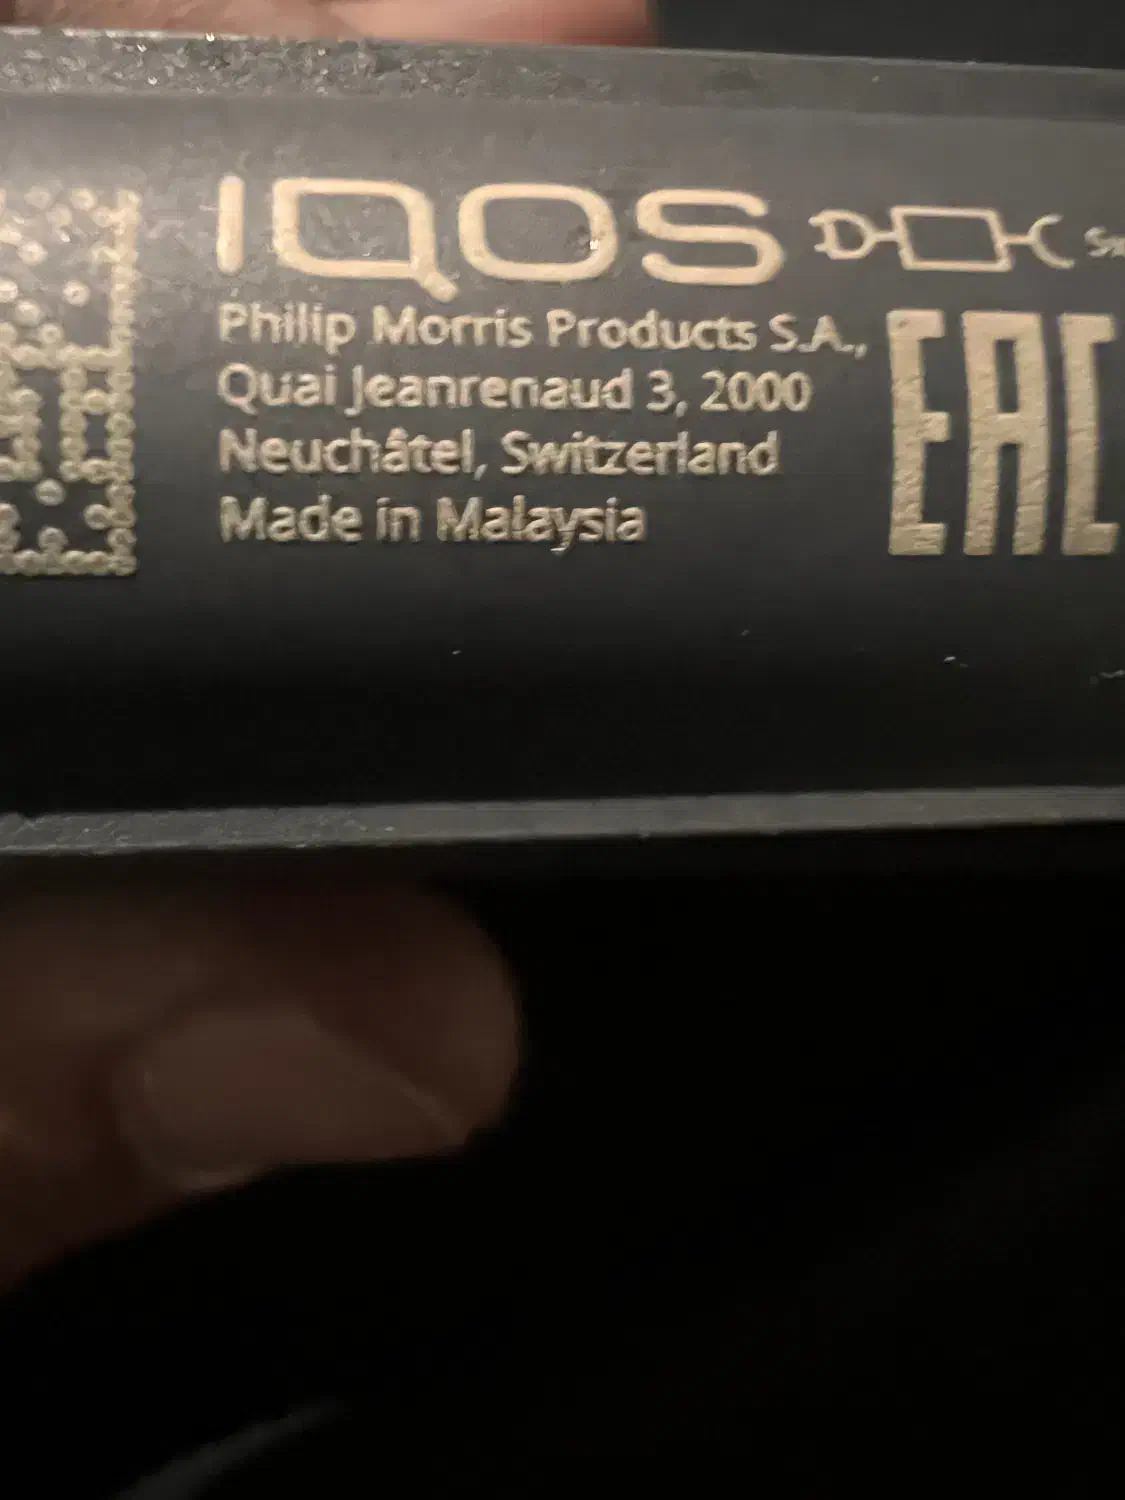 IQOS
Philip Morris Products S.A.,
Quai Jeanrenaud 3, 2000
Neuchâtel, Switzerland
Made in Malaysia
EAC